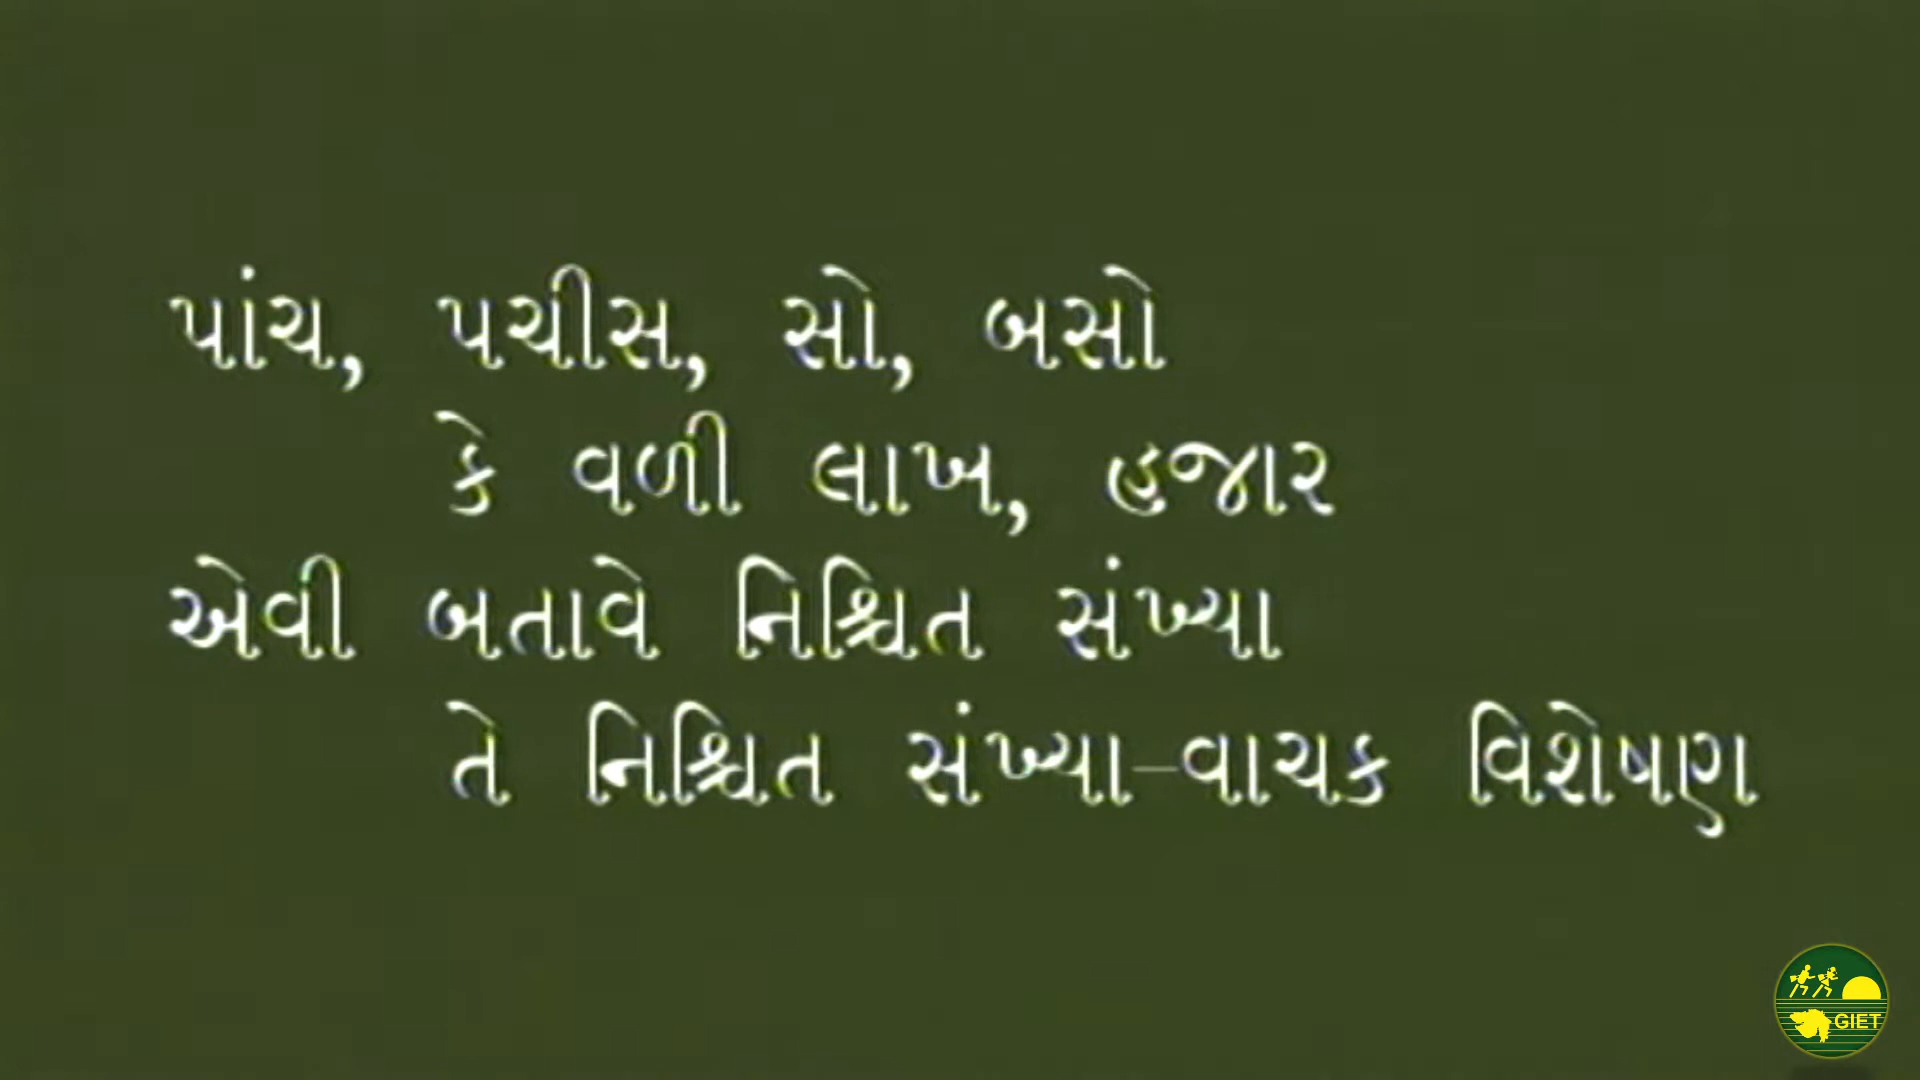 પાંચ, પચીસ, સો, બસો
કે વળી લાખ, હજાર
એવી બતાવે નિશ્ચિત સંખ્યા
તે નિશ્ચિત સંખ્યા–વાચક વિશેષણ
GIET